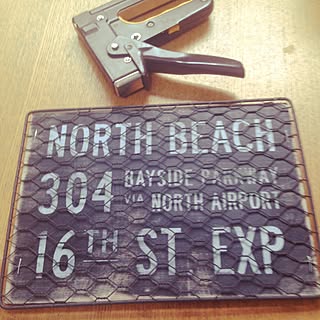 NORTH BEACH
304 BAYSIDE PARKWAY
VIA NORTH AIRPORT
16TH ST EXP